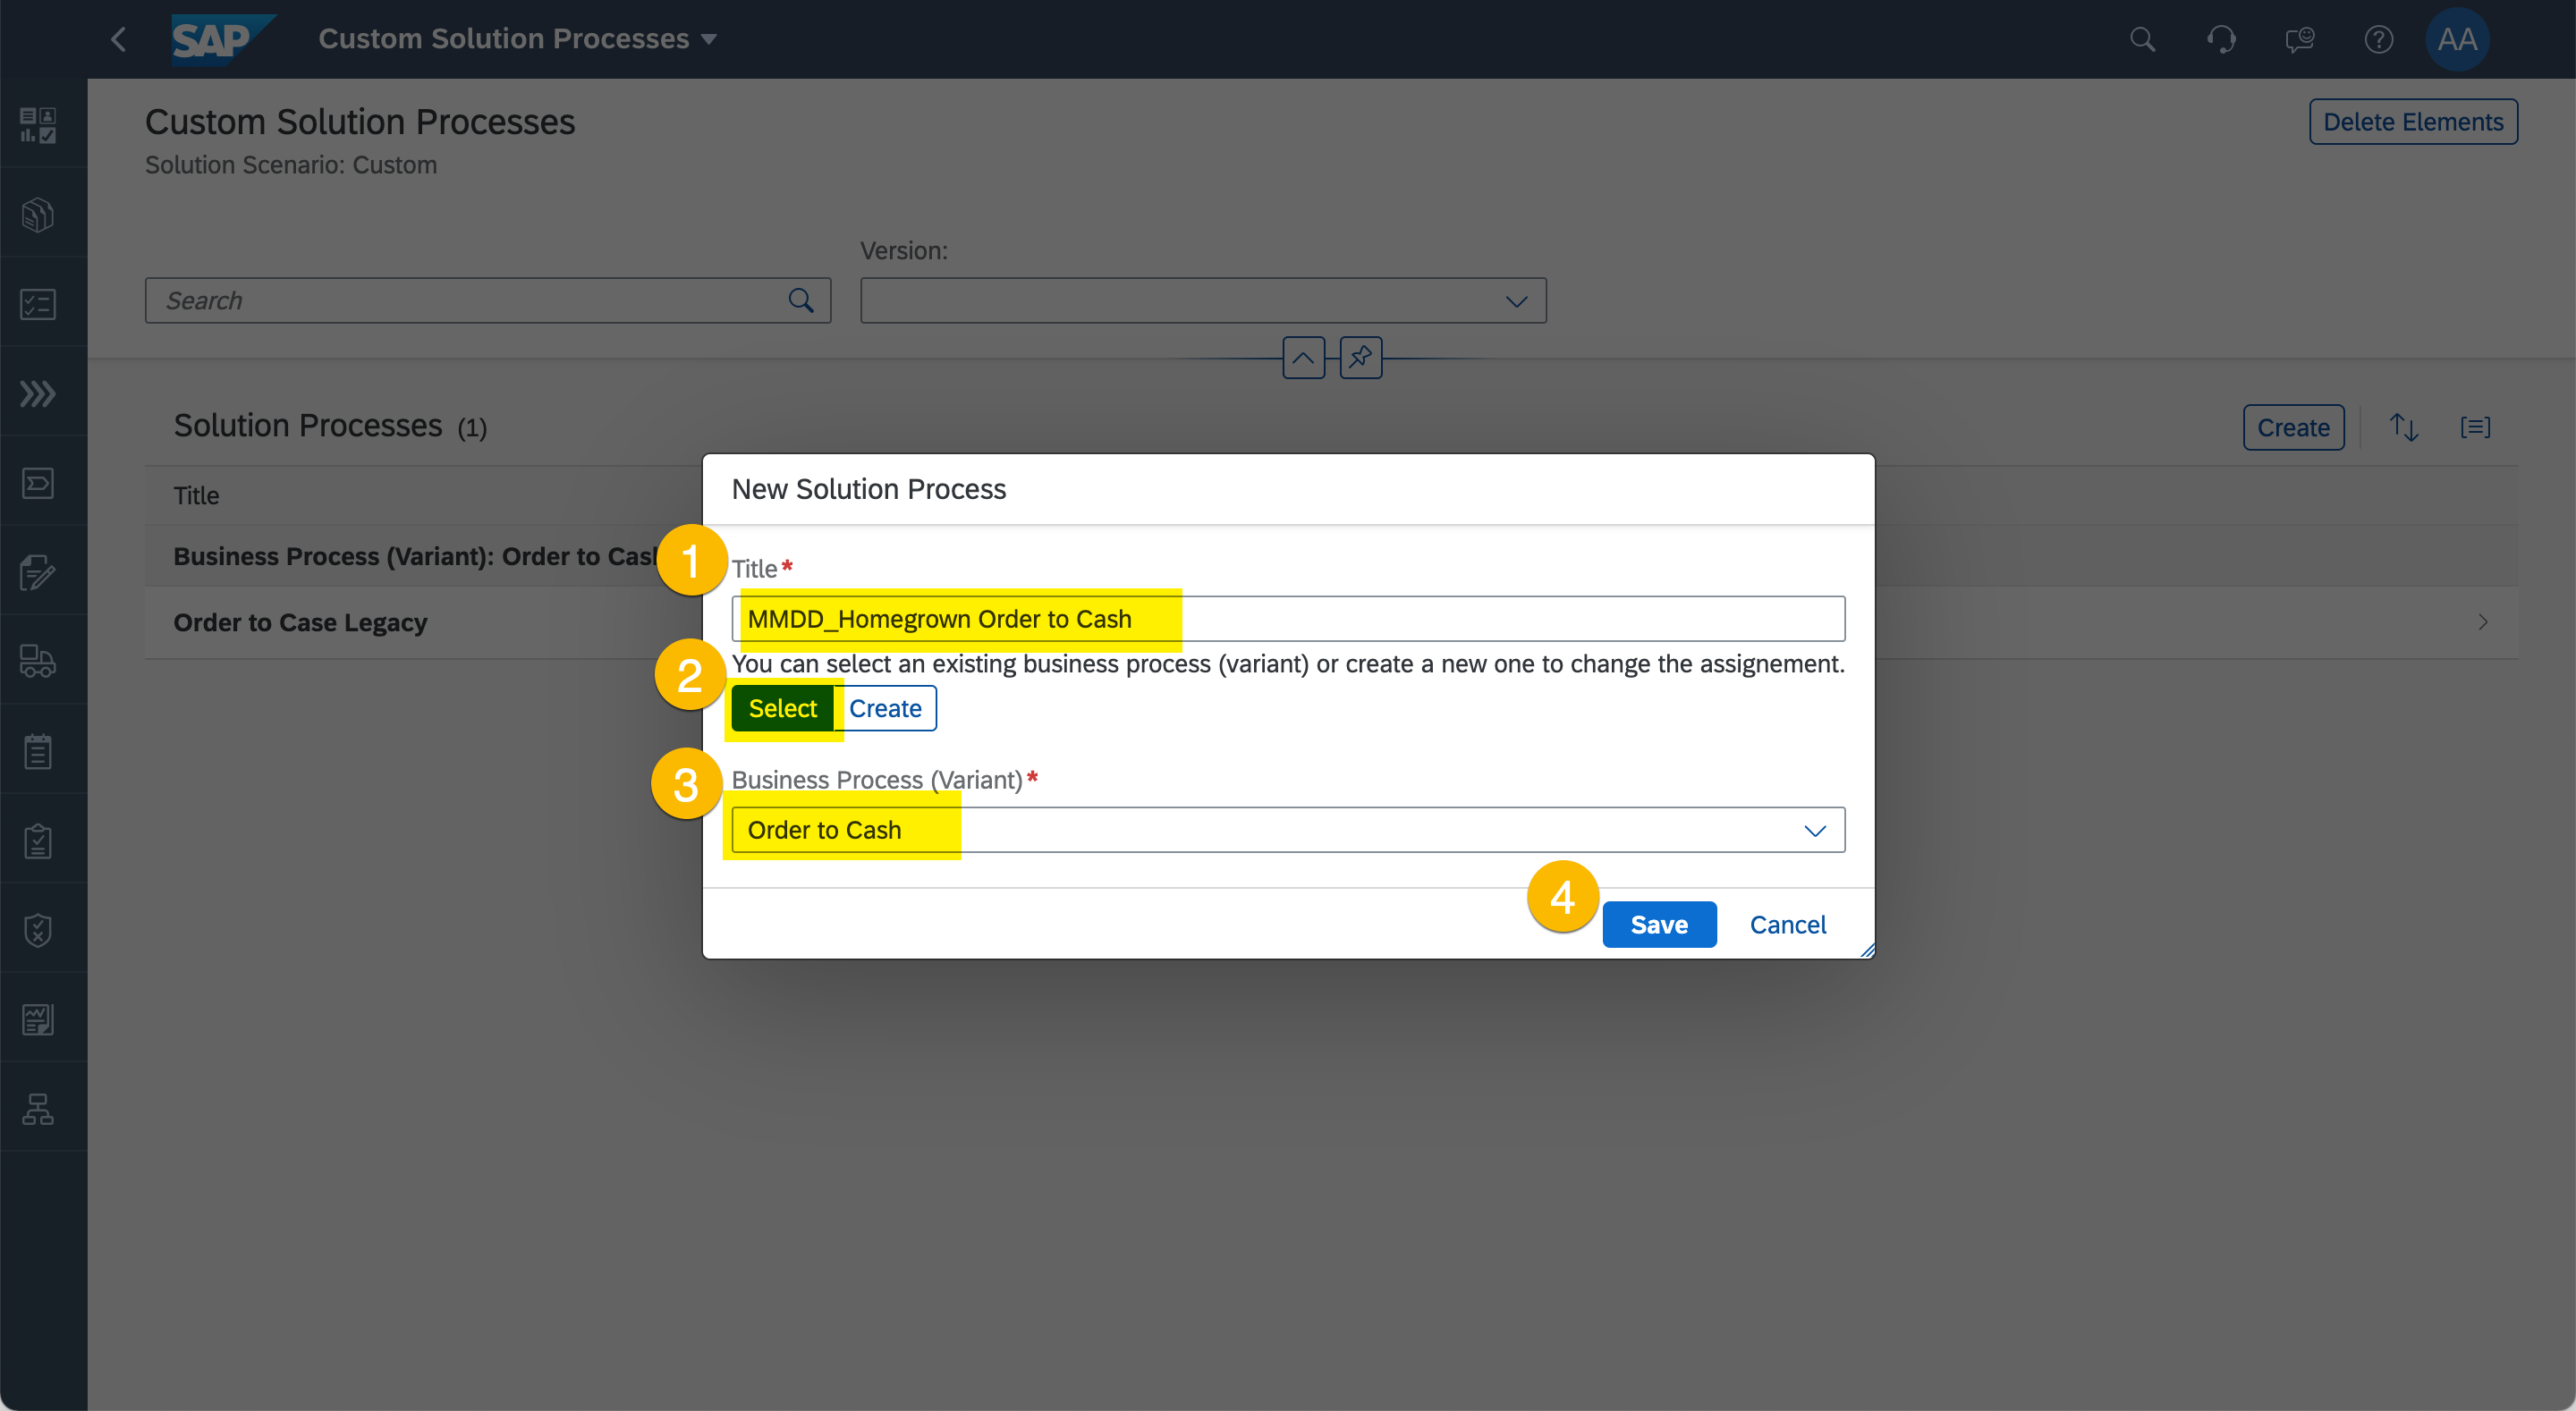 SAP Custom Solution Processes
AA
Custom Solution Processes
Delete Elements
Solution Scenario: Custom
Version:
Search
Solution Processes (1)
Create
Title
Business Process (Variant): Order to Cash
Order to Case Legacy
New Solution Process
1
Title*
MMDD_Homegrown Order to Cash
2
You can select an existing business process (variant) or create a new one to change the assignement.
Select Create
3
Business Process (Variant)*
Order to Cash
4
Save Cancel